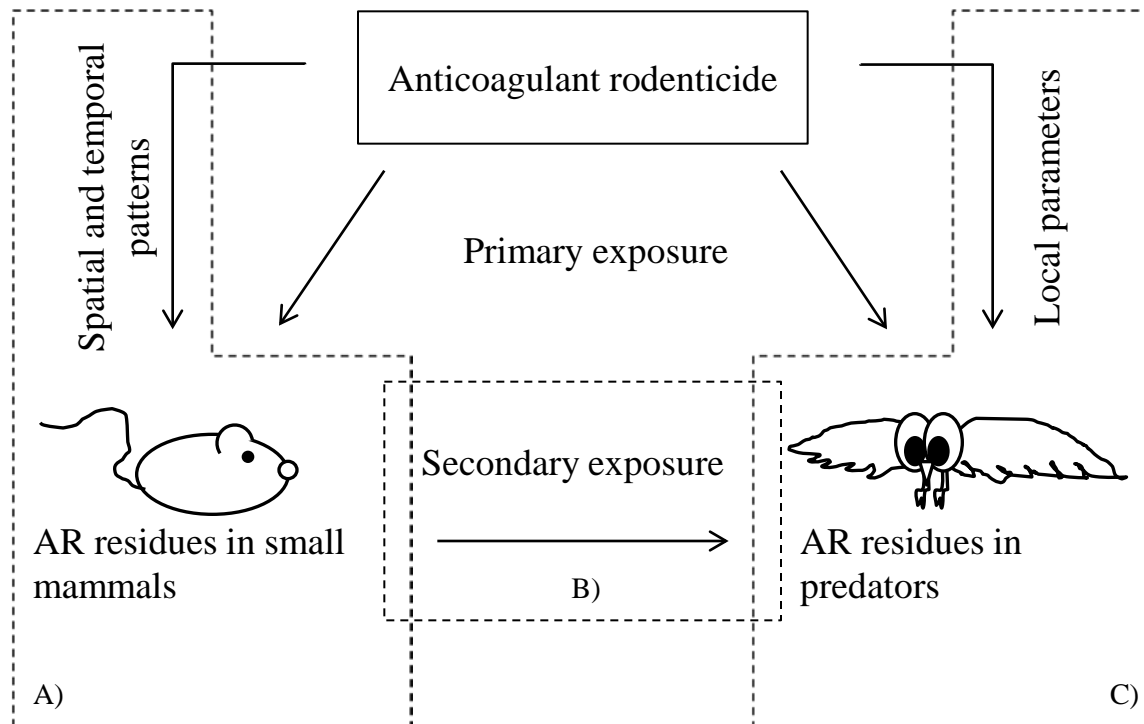 Anticoagulant rodenticide
Spatial and temporal
patterns
Primary exposure
Local parameters
Secondary exposure
AR residues in small
mammals
B)
AR residues in
predators
A)
C)